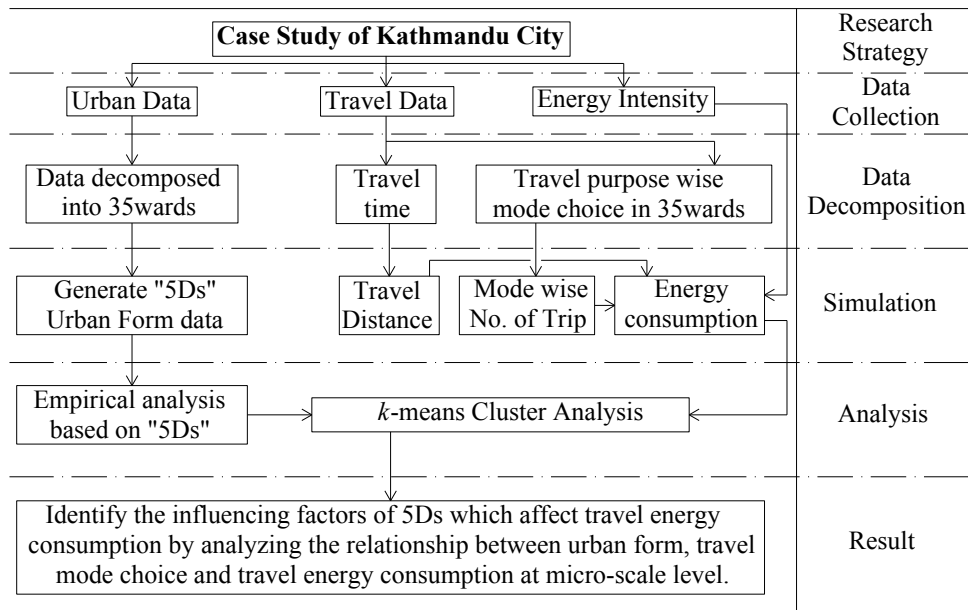 Case Study of Kathmandu City
Research
Strategy
Urban Data
Travel Data
Energy Intensity
Data
Collection
Data decomposed
into 35wards
Travel
time
Travel purpose wise
mode choice in 35wards
Data
Decomposition
Generate "5Ds"
Urban Form data
Travel
Distance
Mode wise
No. of Trip
Energy
consumption
Simulation
Empirical analysis
based on "5Ds"
k-means Cluster Analysis
Analysis
Identify the influencing factors of 5Ds which affect travel energy
consumption by analyzing the relationship between urban form, travel
mode choice and travel energy consumption at micro-scale level.
Result